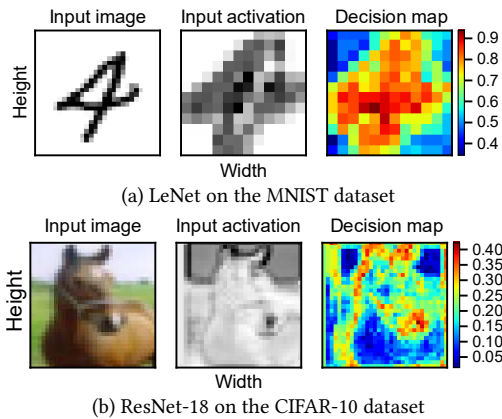 Input image Input activation Decision map
Height
4
0.9
0.8
0.7
0.6
0.5
0.4
Width
(a) LeNet on the MNIST dataset
Input image Input activation Decision map
Height
0.40
0.35
0.30
0.25
0.20
0.15
0.10
0.05
Width
(b) ResNet-18 on the CIFAR-10 dataset